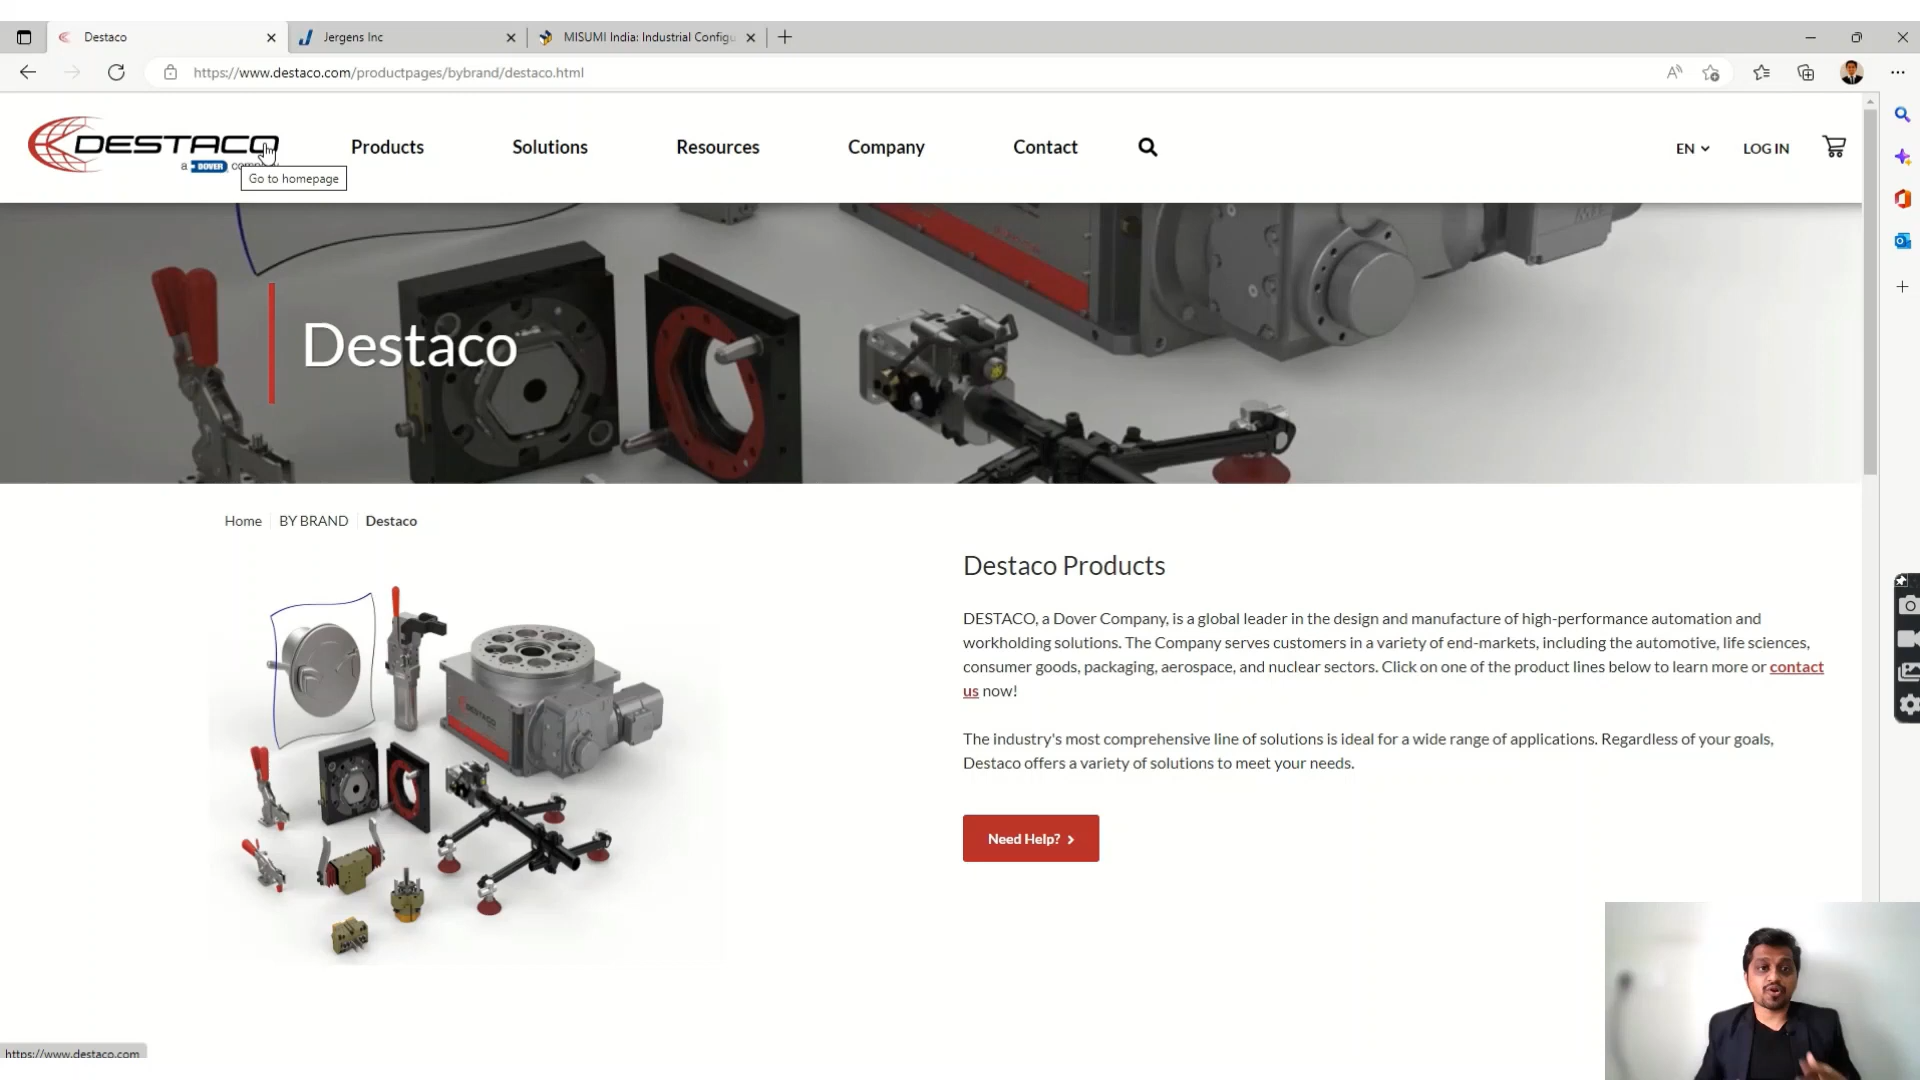 Destaco
Jergens Inc
MISUMI India: Industrial Configu
https://www.destaco.com/productpages/bybrand/destaco.html
DESTACO
a DOVER
Go to homepage
Products
Solutions
Resources
Company
Contact
EN
LOG IN
Destaco
Home
BY BRAND
Destaco
Destaco Products
DESTACO, a Dover Company, is a global leader in the design and manufacture of high-performance automation and
workholding solutions. The Company serves customers in a variety of end-markets, including the automotive, life sciences,
consumer goods, packaging, aerospace, and nuclear sectors. Click on one of the product lines below to learn more or contact
us now!
The industry's most comprehensive line of solutions is ideal for a wide range of applications. Regardless of your goals,
Destaco offers a variety of solutions to meet your needs.
Need Help?
DESTACO
https://www.destaco.com